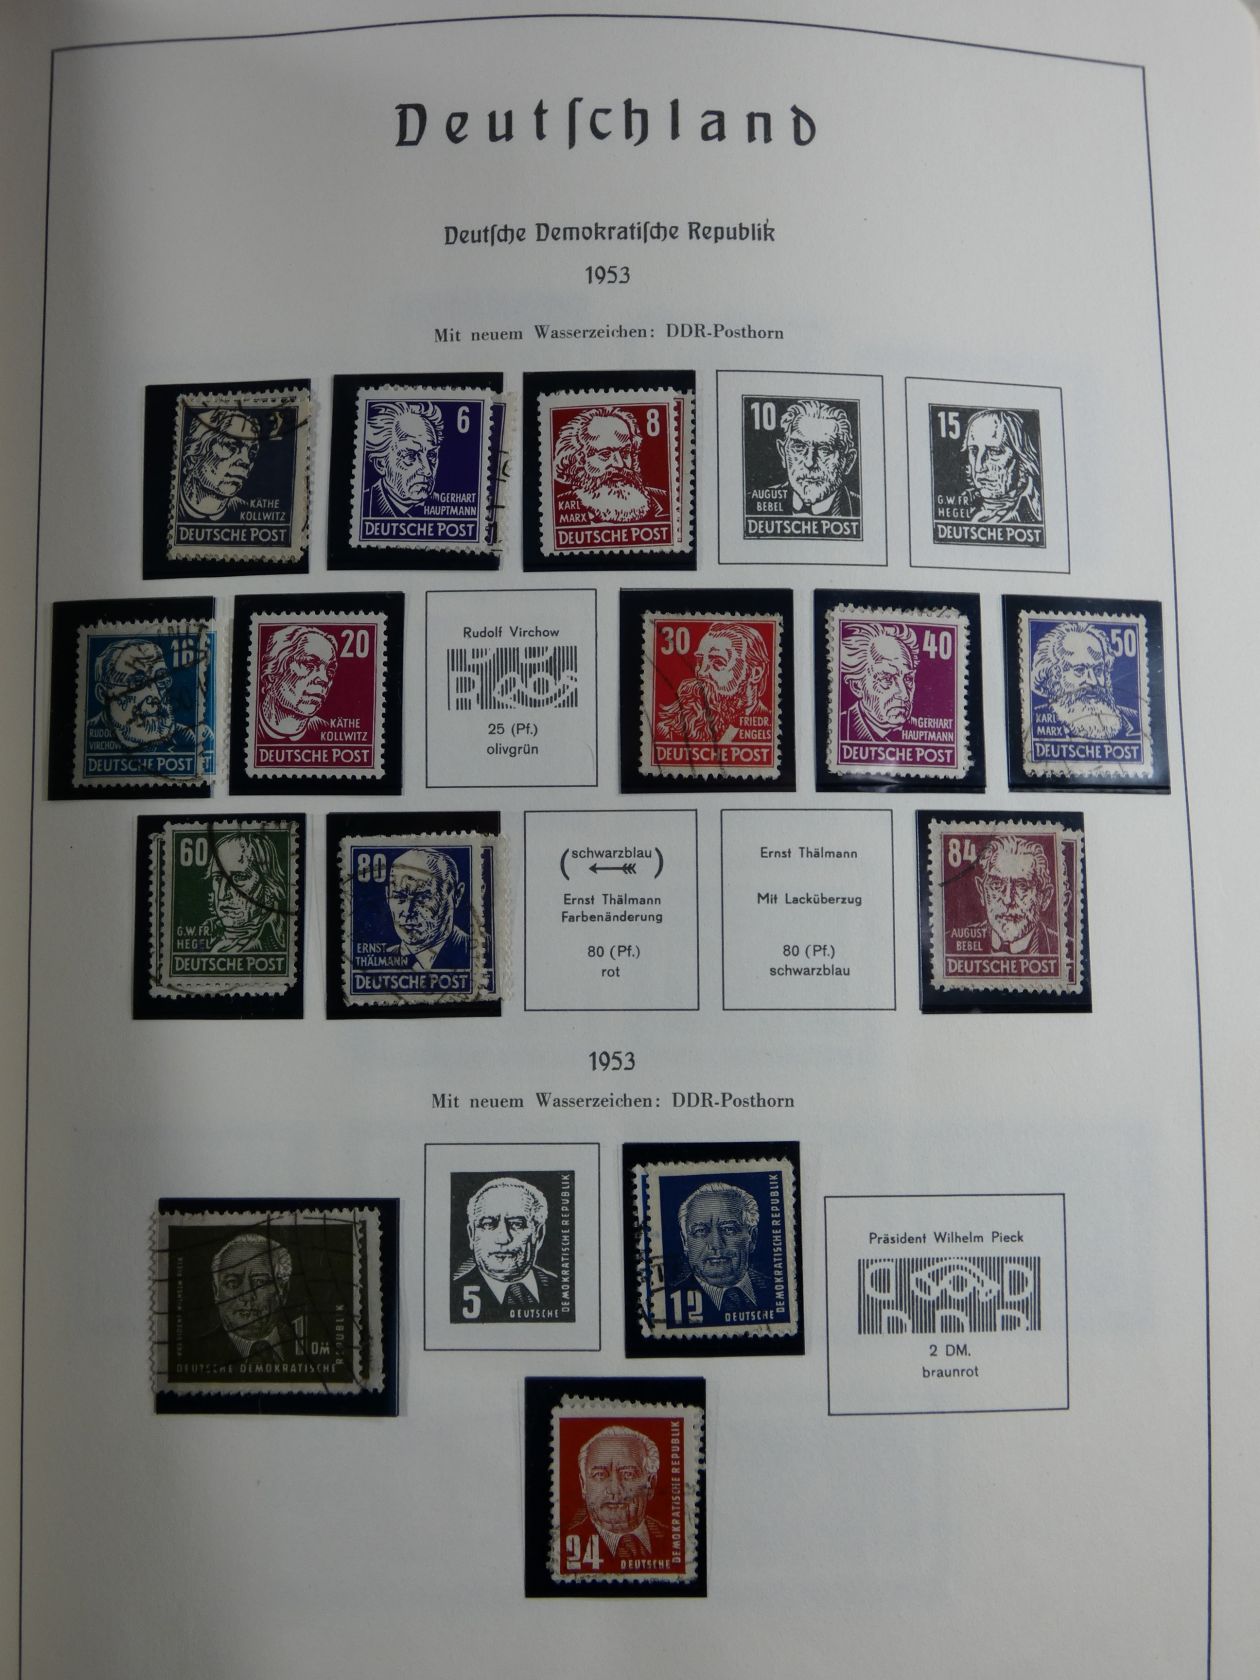 Deutſchland
Deutſche Demokratiſche Republik
1953
Mit neuem Wasserzeichen: DDR-Posthorn
2
KÄTHE
KOLLWITZ
DEUTSCHE POST
6
GERHART
HAUPTMANN
DEUTSCHE POST
8
KARL
MARX
DEUTSCHE POST
10
AUGUST
BEBEL
DEUTSCHE POST
15
G.W.FR.
HEGEL
DEUTSCHE POST
16
RUDOLF
VIRCHOW
DEUTSCHE POST
20
KÄTHE
KOLLWITZ
DEUTSCHE POST
Rudolf Virchow
25 (Pf.)
olivgrün
30
FRIEDR.
ENGELS
DEUTSCHE POST
40
GERHART
HAUPTMANN
DEUTSCHE POST
50
KARL
MARX
DEUTSCHE POST
60
G.W.FR.
HEGEL
DEUTSCHE POST
80
ERNST
THÄLMANN
DEUTSCHE POST
(schwarzblau)
Ernst Thälmann
Farbenänderung
80 (Pf.)
rot
Ernst Thälmann
Mit Lacküberzug
80 (Pf.)
schwarzblau
84
AUGUST
BEBEL
DEUTSCHE POST
1953
Mit neuem Wasserzeichen: DDR-Posthorn
PRÄSIDENT WILHELM PIECK
1 DM
DEUTSCHE DEMOKRATISCHE
REPUBLIK
5
DEUTSCHE
DEMOKRATISCHE REPUBLIK
12
DEUTSCHE
DEMOKRATISCHE REPUBLIK
Präsident Wilhelm Pieck
2 DM.
braunrot
24
DEUTSCHE
DEMOKRATISCHE REPUBLIK